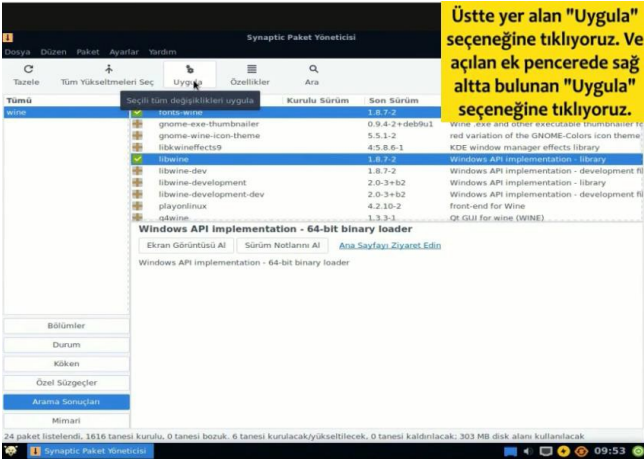 Synaptic Paket Yöneticisi
Üstte yer alan "Uygula"
seçeneğine tıklıyoruz. Ve
açılan ek pencerede sağ
altta bulunan "Uygula"
seçeneğine tıklıyoruz.
Dosya Düzen Paket Ayarlar Yardım
Tazele Tüm Yükseltmeleri Seç Uygula Özellikler Ara
Seçili tüm değişiklikleri uygula
Tümü Kurulu Sürüm Son Sürüm
wine fonts-wine 1.8.7-2
gnome-exe-thumbnailer 0.9.4-2+deb9u1 Wine .exe and other executable thumbnailer fo
gnome-wine-icon-theme 5.5.1-2 red variation of the GNOME-Colors icon theme
libkwineffects9 4:5.8.6-1 KDE window manager effects library
libwine 1.8.7-2 Windows API implementation - library
libwine-dev 1.8.7-2 Windows API implementation - development fil
libwine-development 2.0-3+b2 Windows API implementation - library
libwine-development-dev 2.0-3+b2 Windows API implementation - development fil
playonlinux 4.2.10-2 front-end for Wine
q4wine 1.3.3-1 Qt GUI for wine (WINE)
Windows API implementation - 64-bit binary loader
Ekran Görüntüsü Al Sürüm Notlarını Al Ana Sayfayı Ziyaret Edin
Windows API implementation - 64-bit binary loader
Bölümler
Durum
Köken
Özel Süzgeçler
Arama Sonuçları
Mimari
24 paket listelendi, 1616 tanesi kurulu, 0 tanesi bozuk. 6 tanesi kurulacak/yükseltilecek, 0 tanesi kaldırılacak; 303 MB disk alanı kullanılacak
Synaptic Paket Yöneticisi 09:53